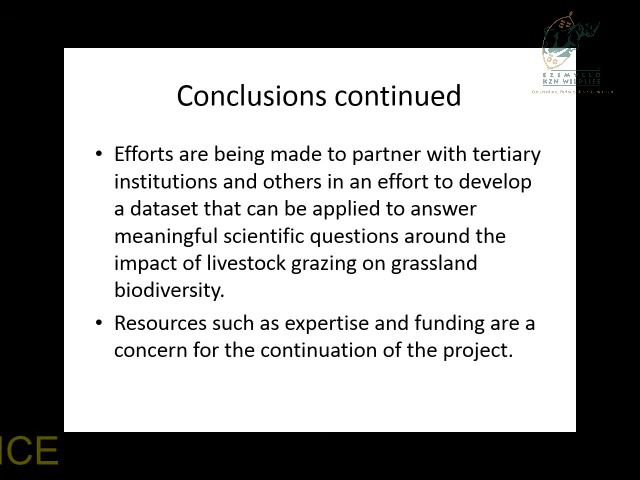 EZEMVELO
KZN WILDLIFE
Conclusions continued
• Efforts are being made to partner with tertiary
institutions and others in an effort to develop
a dataset that can be applied to answer
meaningful scientific questions around the
impact of livestock grazing on grassland
biodiversity.
• Resources such as expertise and funding are a
concern for the continuation of the project.
ICE